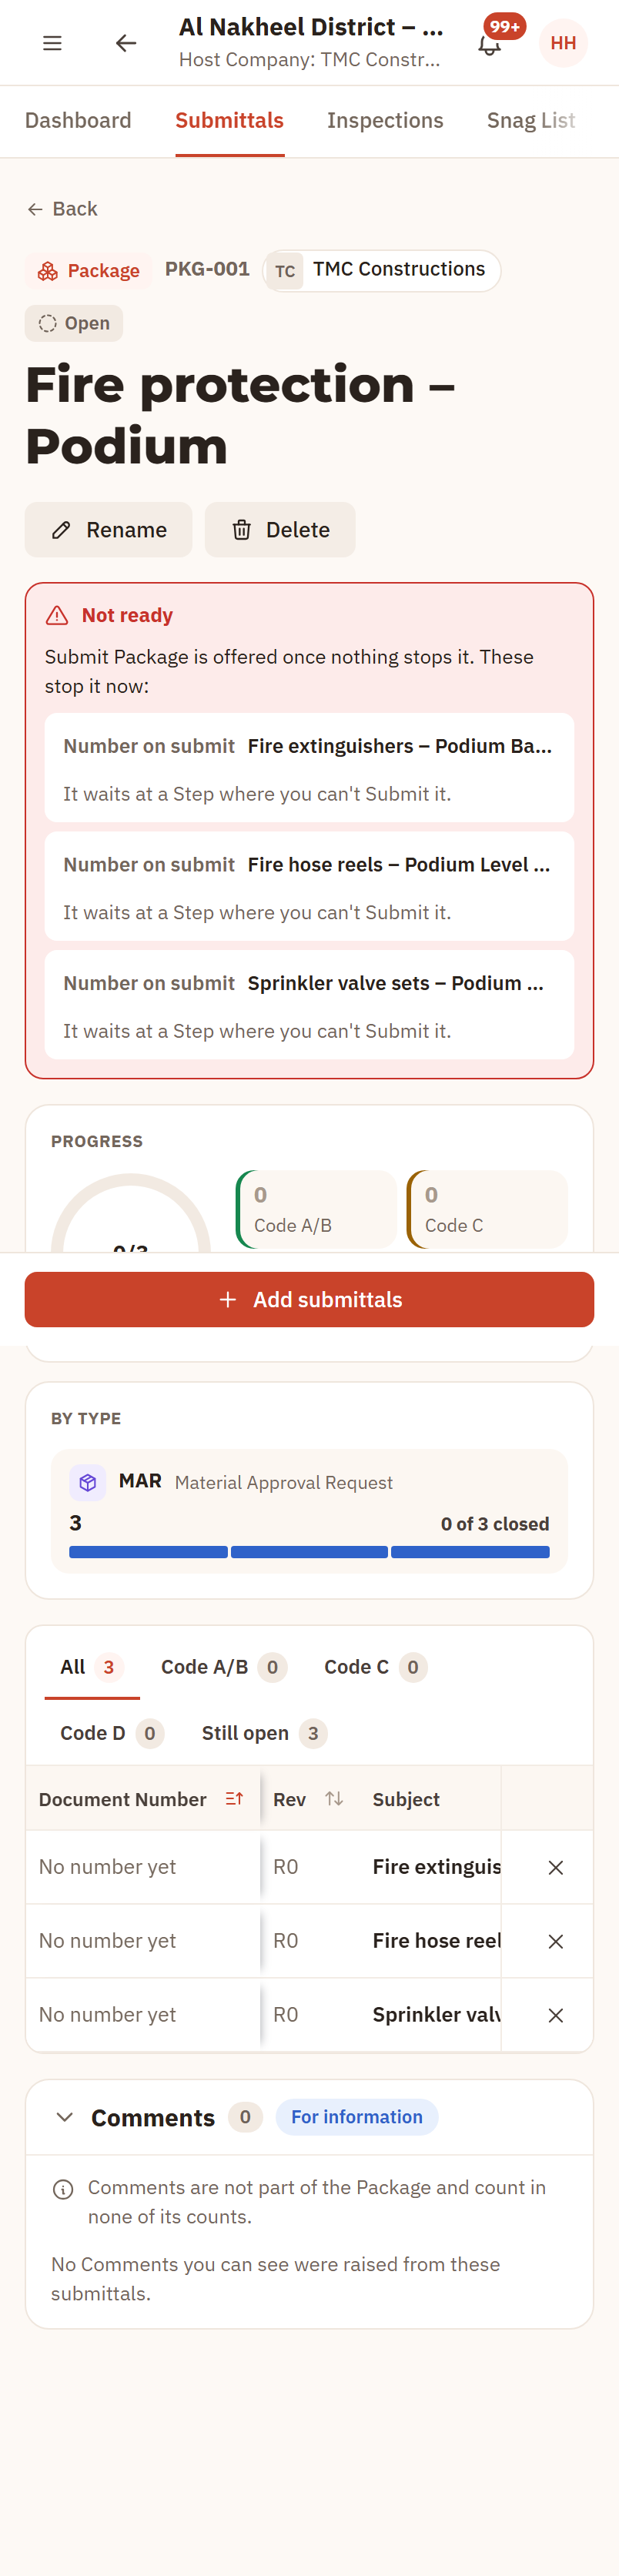 Al Nakheel District – ...
99+
HH
Host Company: TMC Constr...
Dashboard
Submittals
Inspections
Snag List
Back
Package
PKG-001
TC
TMC Constructions
Open
Fire protection –
Podium
Rename
Delete
Not ready
Submit Package is offered once nothing stops it. These
stop it now:
Number on submit Fire extinguishers – Podium Ba...
It waits at a Step where you can't Submit it.
Number on submit Fire hose reels – Podium Level ...
It waits at a Step where you can't Submit it.
Number on submit Sprinkler valve sets – Podium ...
It waits at a Step where you can't Submit it.
PROGRESS
0
Code A/B
0
Code C
0/3
Add submittals
BY TYPE
MAR Material Approval Request
3
0 of 3 closed
All 3
Code A/B 0
Code C 0
Code D 0
Still open 3
Document Number
Rev
Subject
No number yet
R0
Fire extinguis
No number yet
R0
Fire hose reel
No number yet
R0
Sprinkler valv
Comments 0 For information
Comments are not part of the Package and count in
none of its counts.
No Comments you can see were raised from these
submittals.